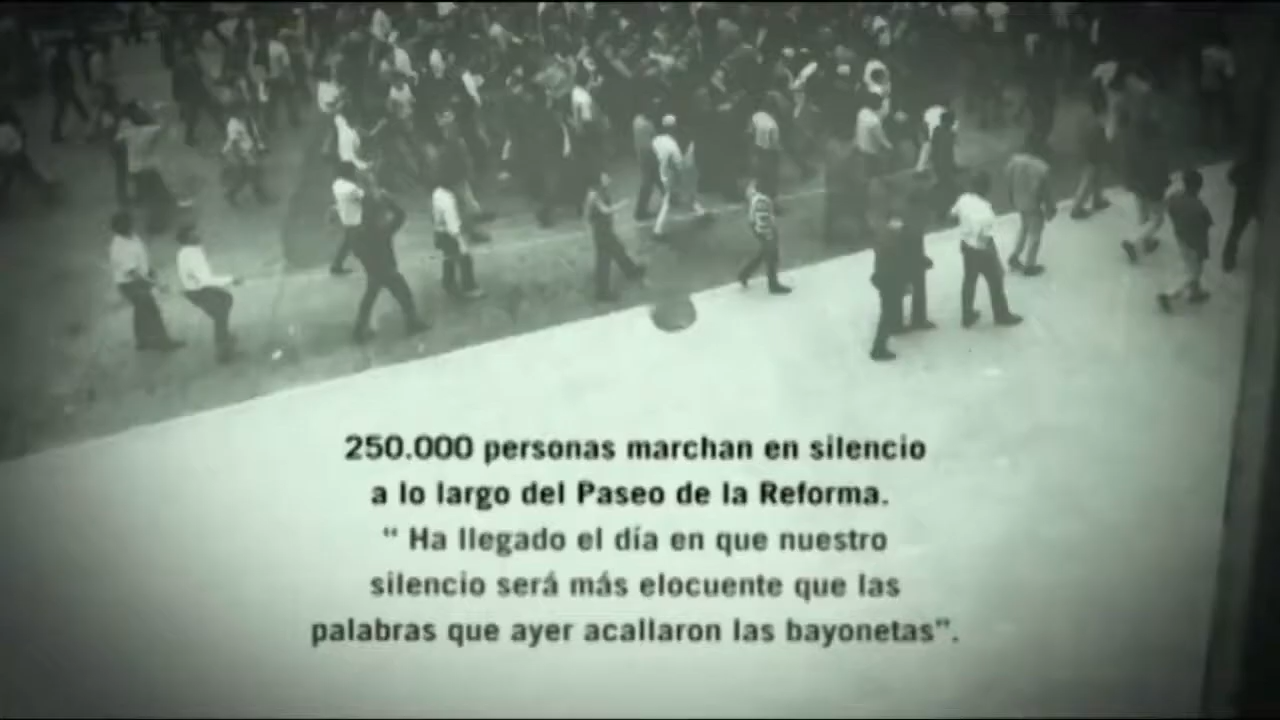 250.000 personas marchan en silencio
a lo largo del Paseo de la Reforma.
“ Ha llegado el día en que nuestro
silencio será más elocuente que las
palabras que ayer acallaron las bayonetas”.